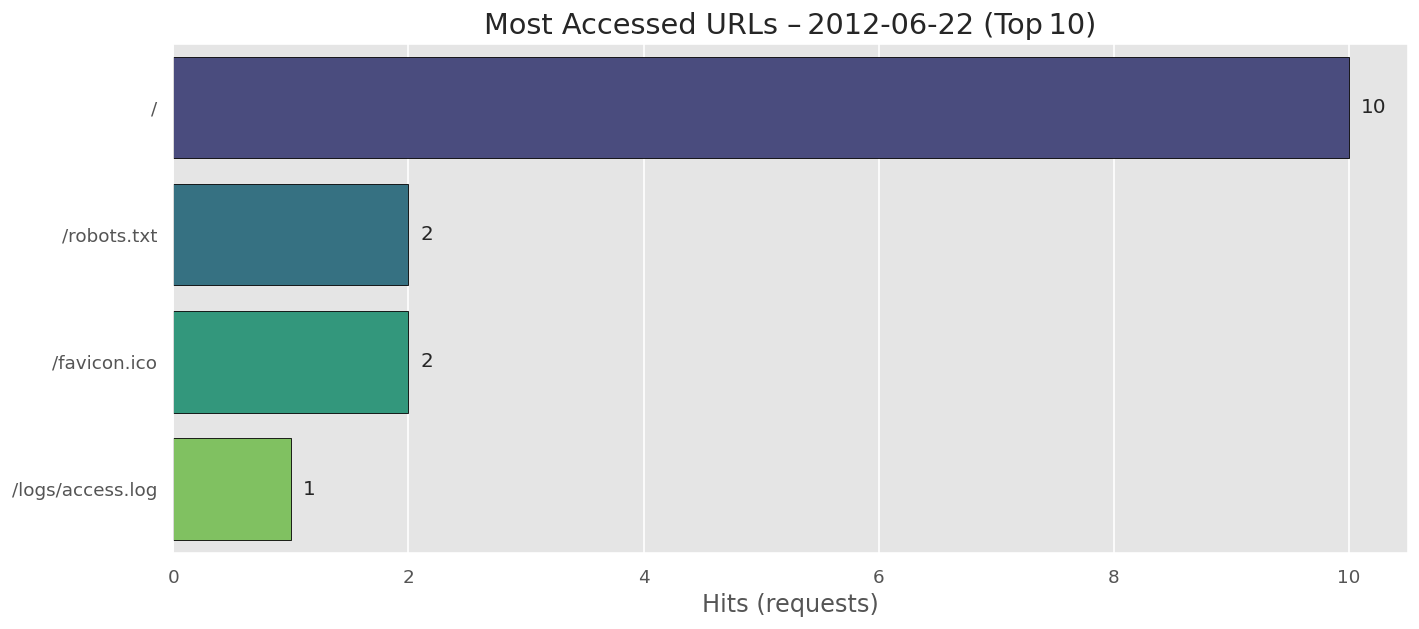 Most Accessed URLs – 2012-06-22 (Top 10)
/
10
/robots.txt
2
/favicon.ico
2
/logs/access.log
1
0 2 4 6 8 10
Hits (requests)